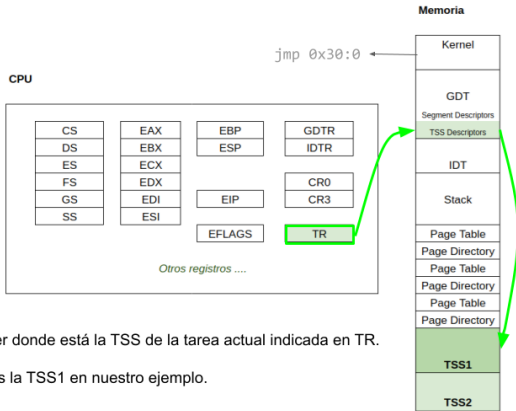 Memoria
Kernel
jmp 0x30:0
CPU
GDT
Segment Descriptors
TSS Descriptors
CS EAX EBP GDTR
DS EBX ESP IDTR
ES ECX
FS EDX CR0
GS EDI EIP CR3
SS ESI
EFLAGS TR
Otros registros ....
IDT
Stack
Page Table
Page Directory
Page Table
Page Directory
Page Table
Page Directory
TSS1
TSS2
donde está la TSS de la tarea actual indicada en TR.
la TSS1 en nuestro ejemplo.